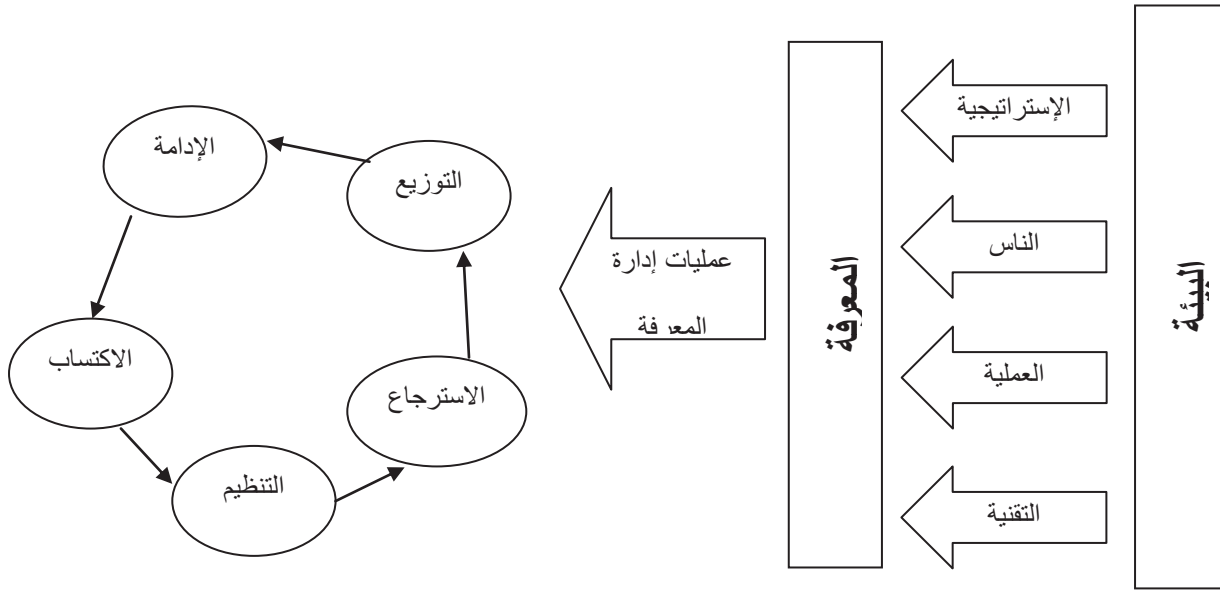 البيئة
الإستراتيجية
الناس
العملية
التقنية
المعرفة
عمليات إدارة
المعرفة
التوزيع
الإدامة
الاكتساب
التنظيم
الاسترجاع